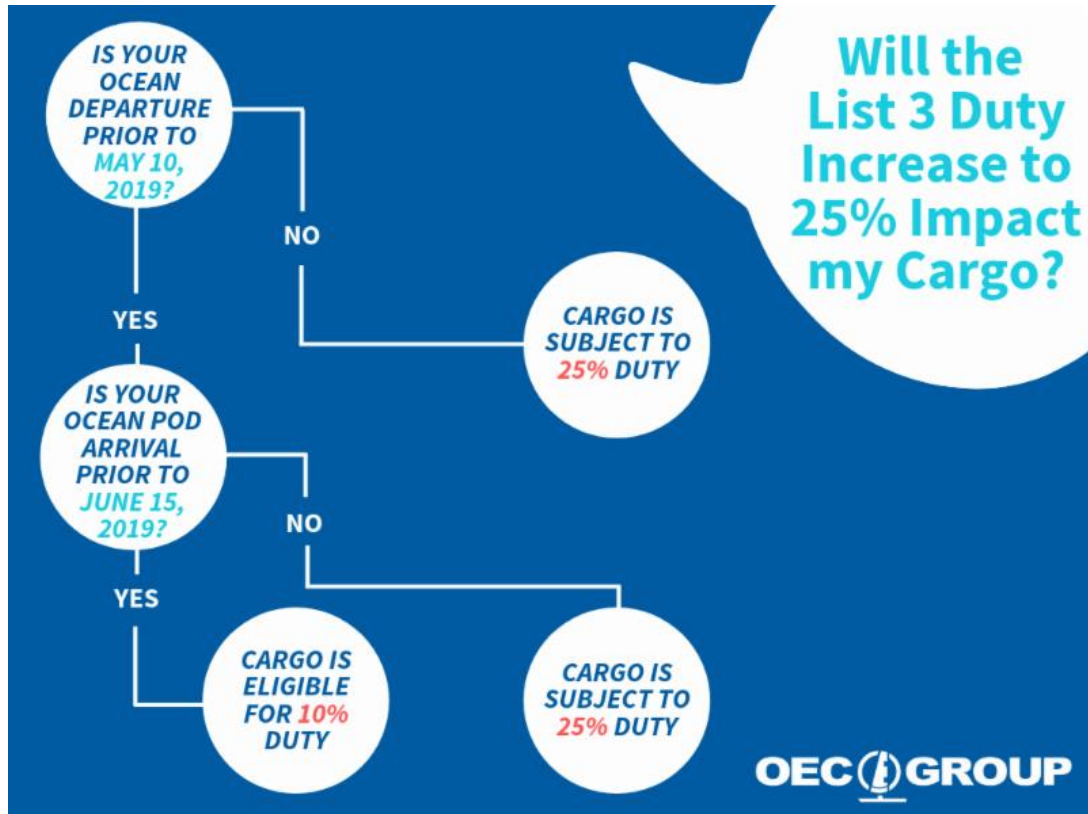 Will the
List 3 Duty
Increase to
25% Impact
my Cargo?
IS YOUR
OCEAN
DEPARTURE
PRIOR TO
MAY 10,
2019?
NO
CARGO IS
SUBJECT TO
25% DUTY
YES
IS YOUR
OCEAN POD
ARRIVAL
PRIOR TO
JUNE 15,
2019?
NO
CARGO IS
SUBJECT TO
25% DUTY
YES
CARGO IS
ELIGIBLE
FOR 10%
DUTY
OEC GROUP